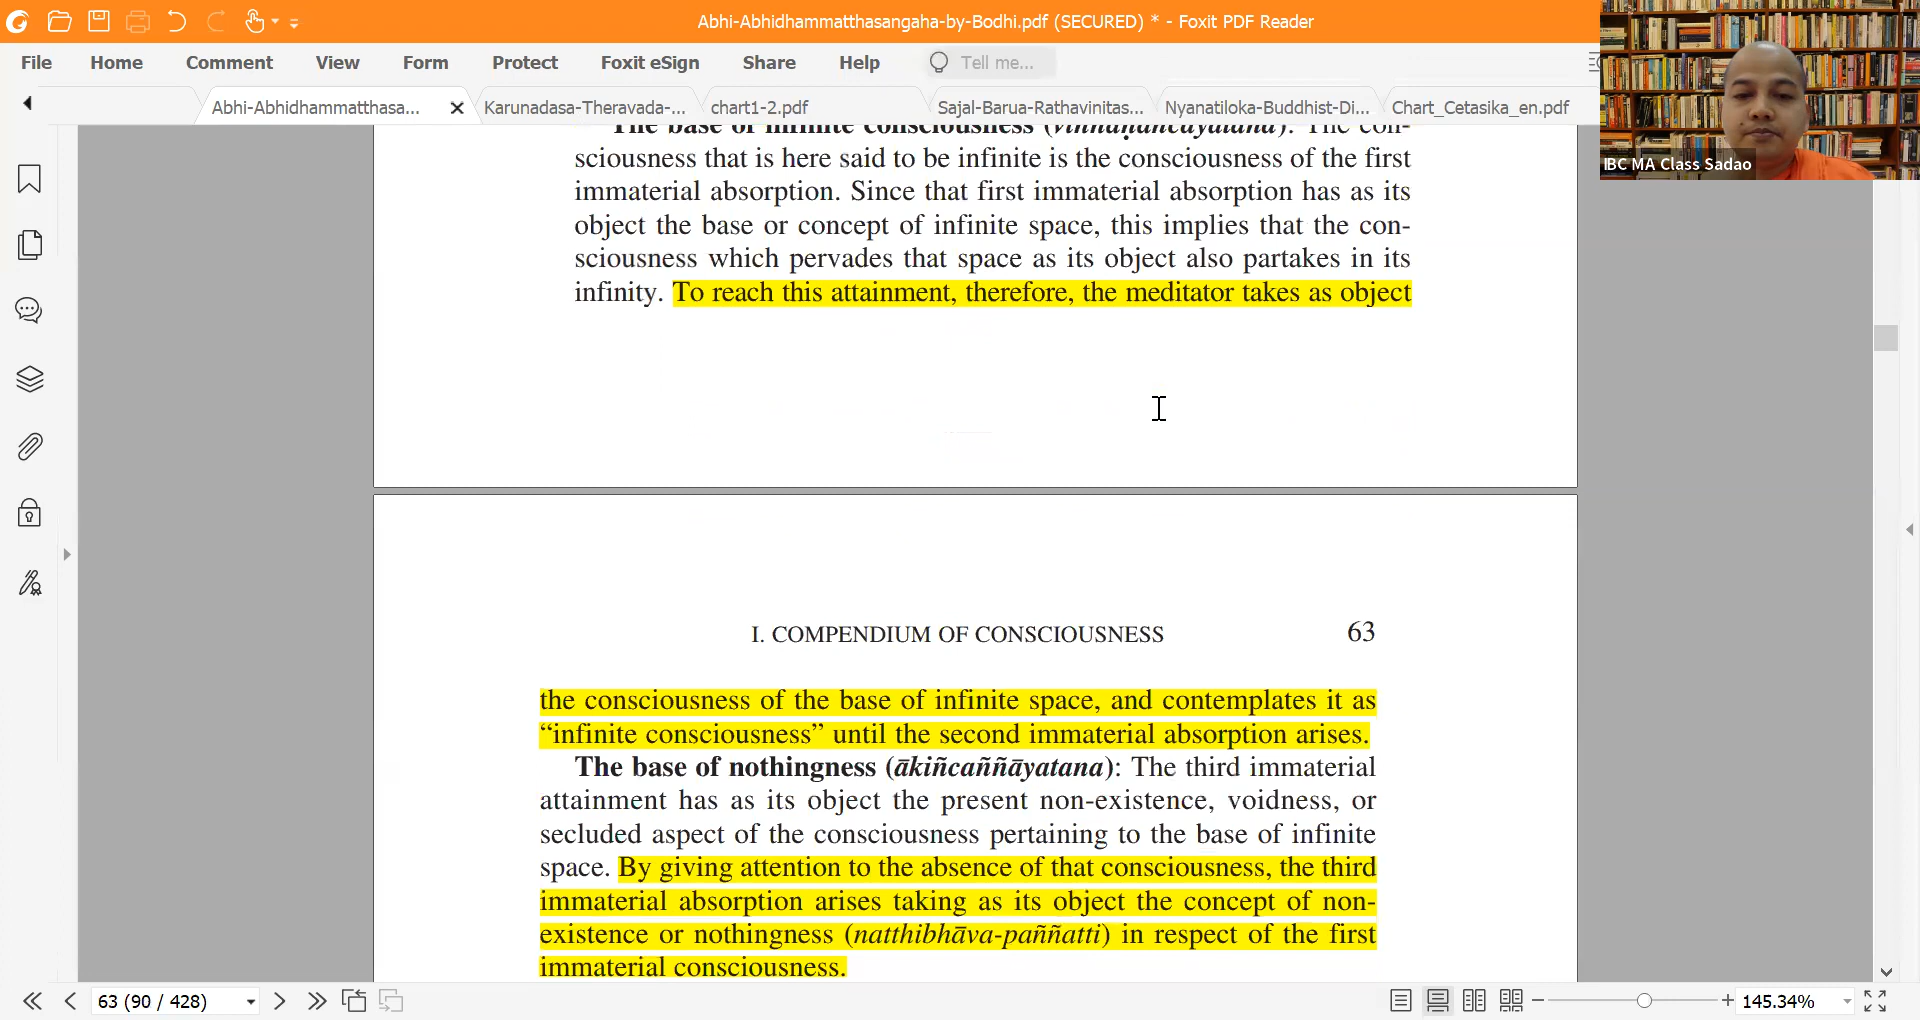 Abhi-Abhidhammatthasangaha-by-Bodhi.pdf (SECURED) * - Foxit PDF Reader
File Home Comment View Form Protect Foxit eSign Share Help Tell me...
Abhi-Abhidhammatthasa... Karunadasa-Theravada-... chart1-2.pdf Sajal-Barua-Rathavinitas... Nyanatiloka-Buddhist-Di... Chart_Cetasika_en.pdf
IBC MA Class Sadao
The base of infinite consciousness (viññāṇañcāyatana): The con-
sciousness that is here said to be infinite is the consciousness of the first
immaterial absorption. Since that first immaterial absorption has as its
object the base or concept of infinite space, this implies that the con-
sciousness which pervades that space as its object also partakes in its
infinity. To reach this attainment, therefore, the meditator takes as object
I. COMPENDIUM OF CONSCIOUSNESS 63
the consciousness of the base of infinite space, and contemplates it as
“infinite consciousness” until the second immaterial absorption arises.
The base of nothingness (ākiñcaññāyatana): The third immaterial
attainment has as its object the present non-existence, voidness, or
secluded aspect of the consciousness pertaining to the base of infinite
space. By giving attention to the absence of that consciousness, the third
immaterial absorption arises taking as its object the concept of non-
existence or nothingness (natthibhāva-paññatti) in respect of the first
immaterial consciousness.
63 (90 / 428) 145.34%